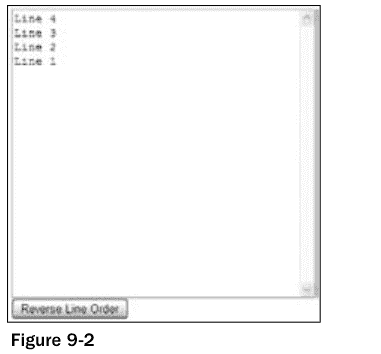 Line 4
Line 3
Line 2
Line 1
Reverse Line Order
Figure 9-2